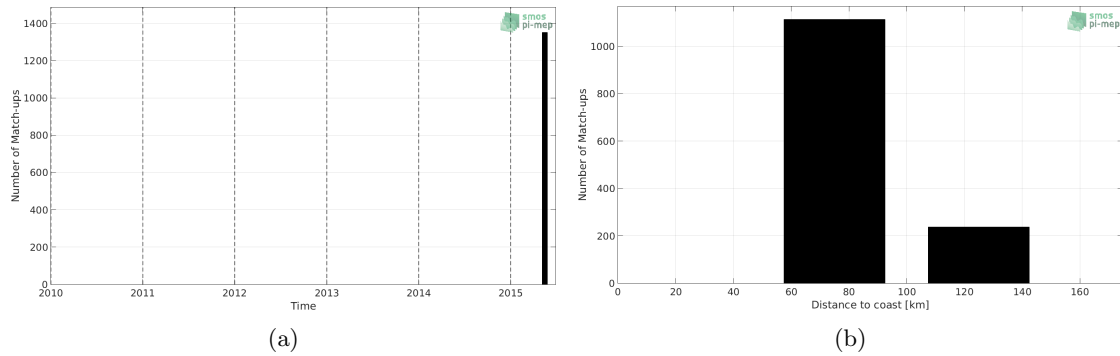 smos
pi-mep
1400
1200
1000
800
600
400
200
0
Number of Match-ups
2010 2011 2012 2013 2014 2015
Time
(a)
smos
pi-mep
1000
800
600
400
200
0
Number of Match-ups
0 20 40 60 80 100 120 140 160
Distance to coast [km]
(b)